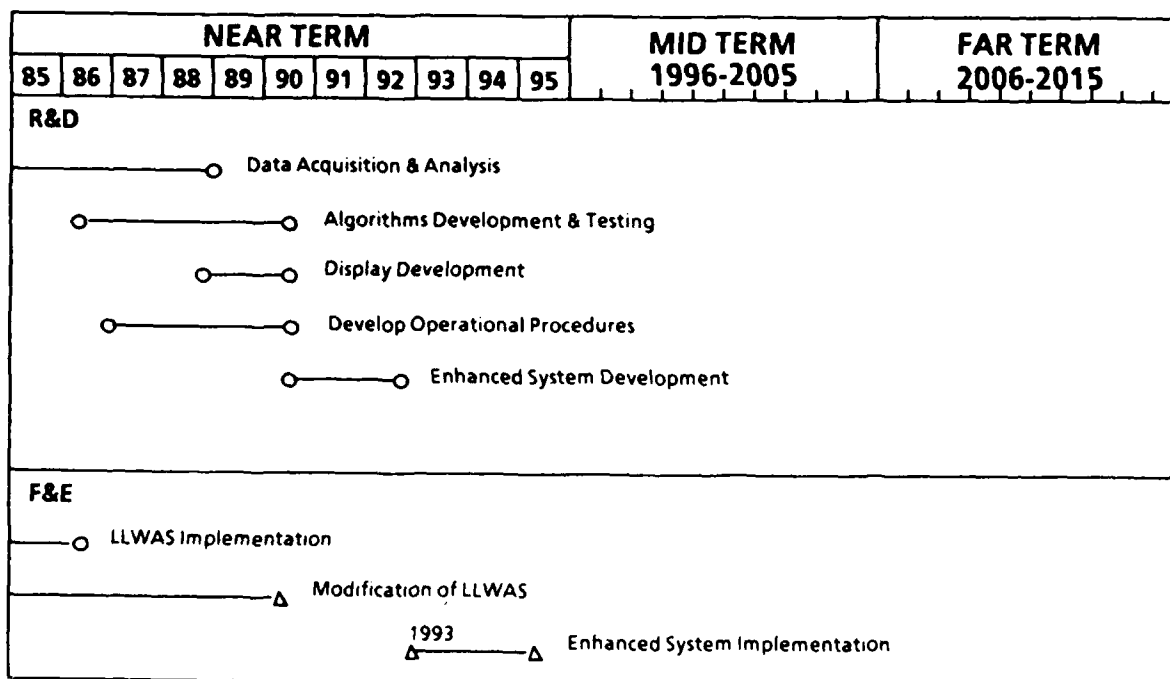 NEAR TERM
MID TERM
FAR TERM
85 86 87 88 89 90 91 92 93 94 95
1996-2005
2006-2015
R&D
Data Acquisition & Analysis
Algorithms Development & Testing
Display Development
Develop Operational Procedures
Enhanced System Development
F&E
LLWAS Implementation
Modification of LLWAS
1993
Enhanced System Implementation